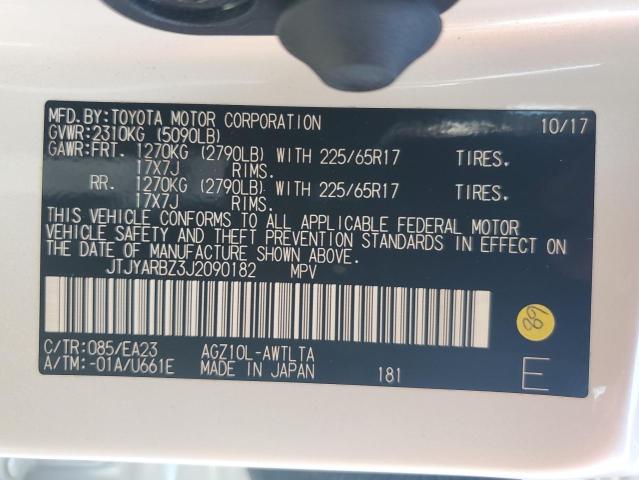 MFD.BY:TOYOTA MOTOR CORPORATION 10/17
GVWR:2310KG (5090LB)
GAWR:FRT. 1270KG (2790LB) WITH 225/65R17 TIRES.
17X7J RIMS.
RR. 1270KG (2790LB) WITH 225/65R17 TIRES.
17X7J RIMS.
THIS VEHICLE CONFORMS TO ALL APPLICABLE FEDERAL MOTOR
VEHICLE SAFETY AND THEFT PREVENTION STANDARDS IN EFFECT ON
THE DATE OF MANUFACTURE SHOWN ABOVE.
JTJYARBZ3J2090182 MPV
C/TR:085/EA23 AGZ10L-AWTLTA
A/TM:-01A/U661E MADE IN JAPAN 181 E